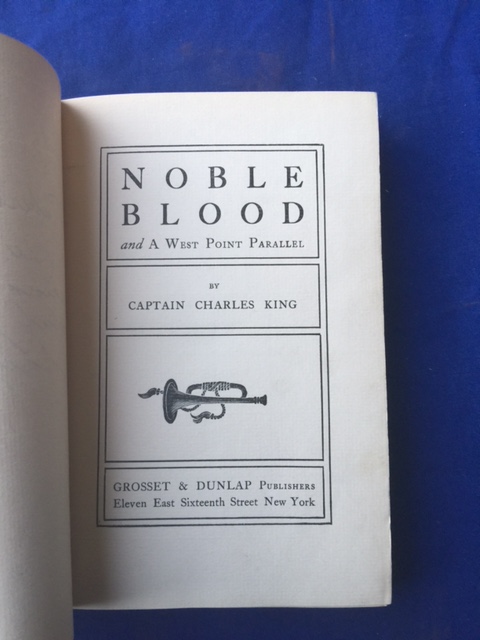 NOBLE
BLOOD
and A WEST POINT PARALLEL
BY
CAPTAIN CHARLES KING
GROSSET & DUNLAP PUBLISHERS
Eleven East Sixteenth Street New York